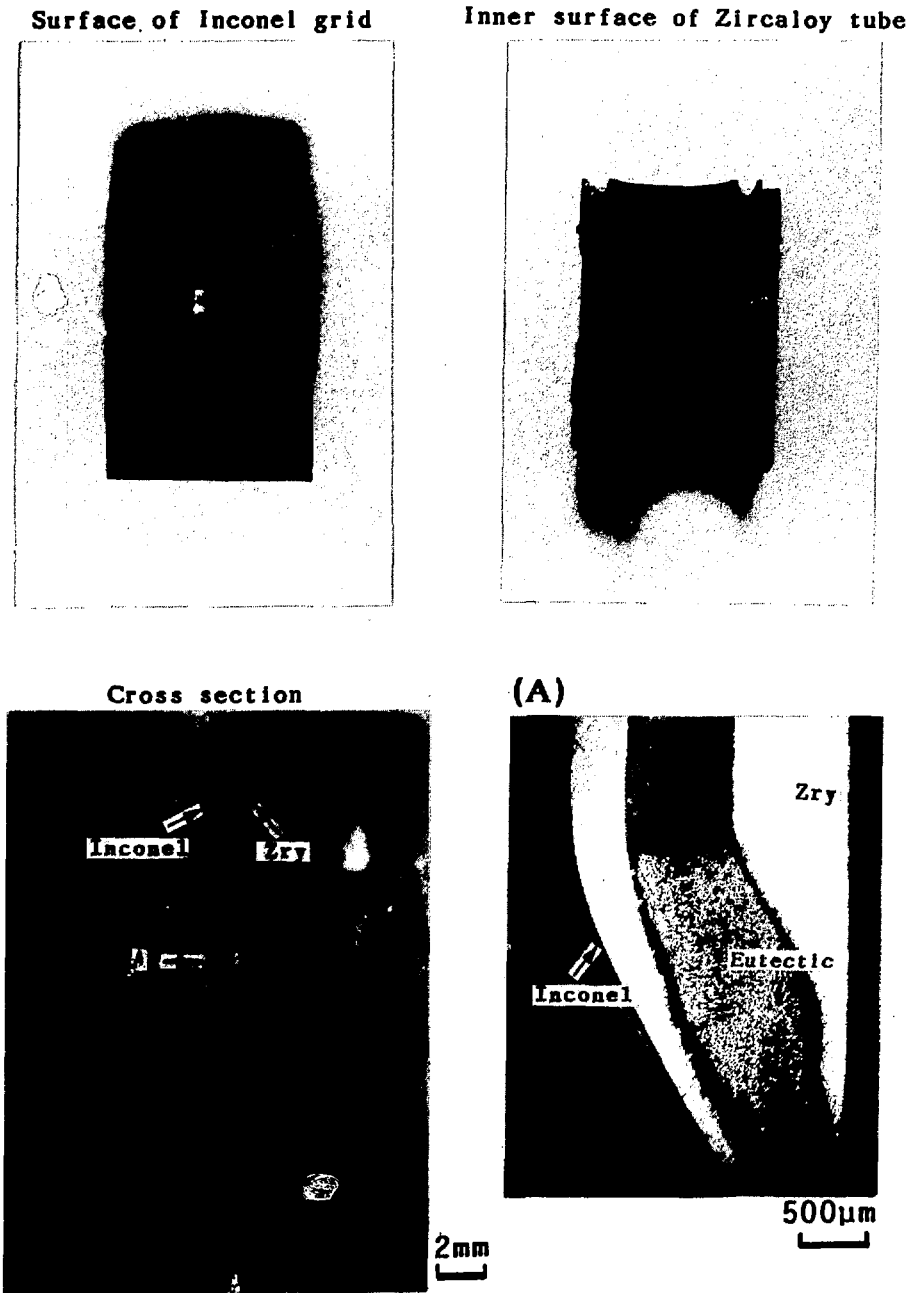 Surface of Inconel grid
Inner surface of Zircaloy tube
Cross section
Inconel
Zry
A
2mm
(A)
Zry
Eutectic
Inconel
500μm